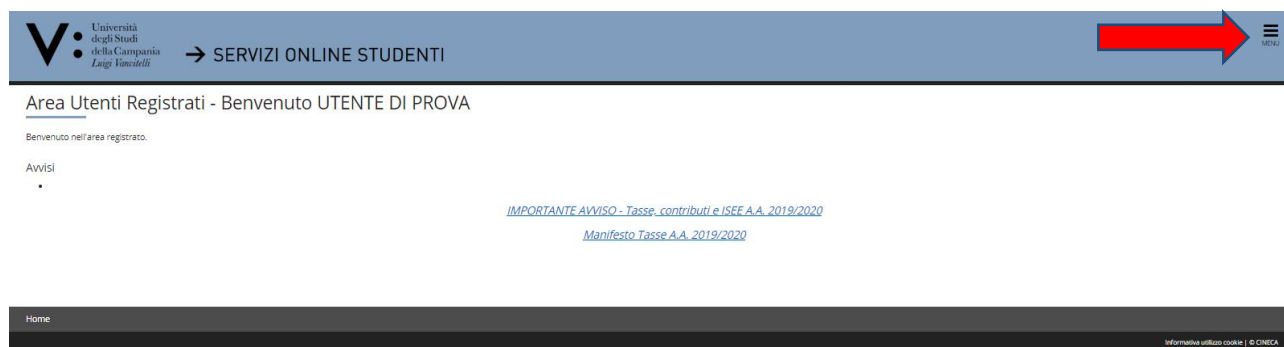 V:
Università
degli Studi
della Campania
Luigi Vanvitelli
→ SERVIZI ONLINE STUDENTI
MENU
Area Utenti Registrati - Benvenuto UTENTE DI PROVA
Benvenuto nell'area registrato.
Avvisi
•
IMPORTANTE AVVISO - Tasse, contributi e ISEE A.A. 2019/2020
Manifesto Tasse A.A. 2019/2020
Home
Informativa utilizzo cookie | © CINECA